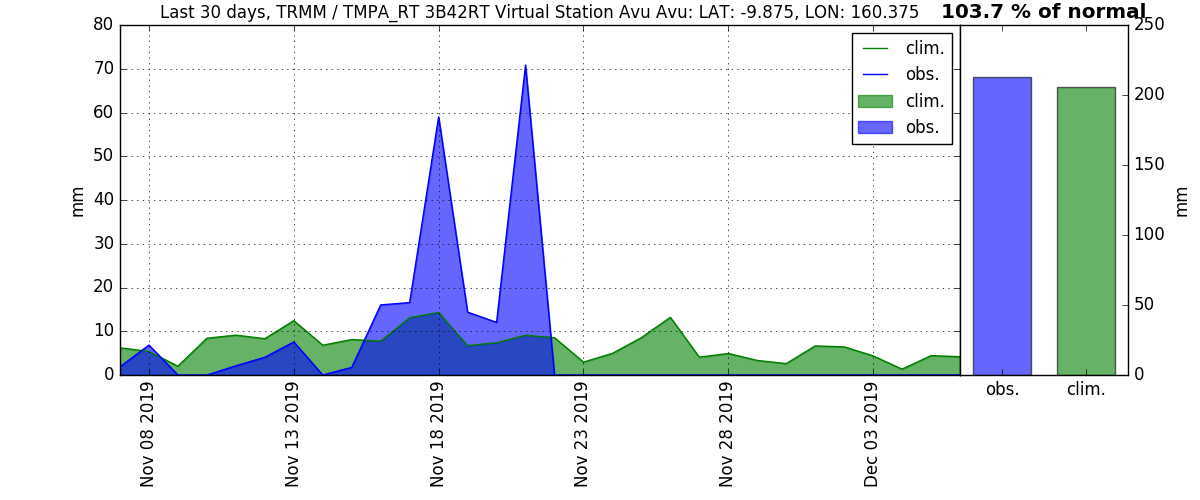 Last 30 days, TRMM / TMPA_RT 3B42RT Virtual Station Avu Avu: LAT: -9.875, LON: 160.375
103.7 % of normal
80
70
60
50
40
30
20
10
0
mm
clim.
obs.
clim.
obs.
250
200
150
100
50
0
mm
obs.
clim.
Nov 08 2019
Nov 13 2019
Nov 18 2019
Nov 23 2019
Nov 28 2019
Dec 03 2019